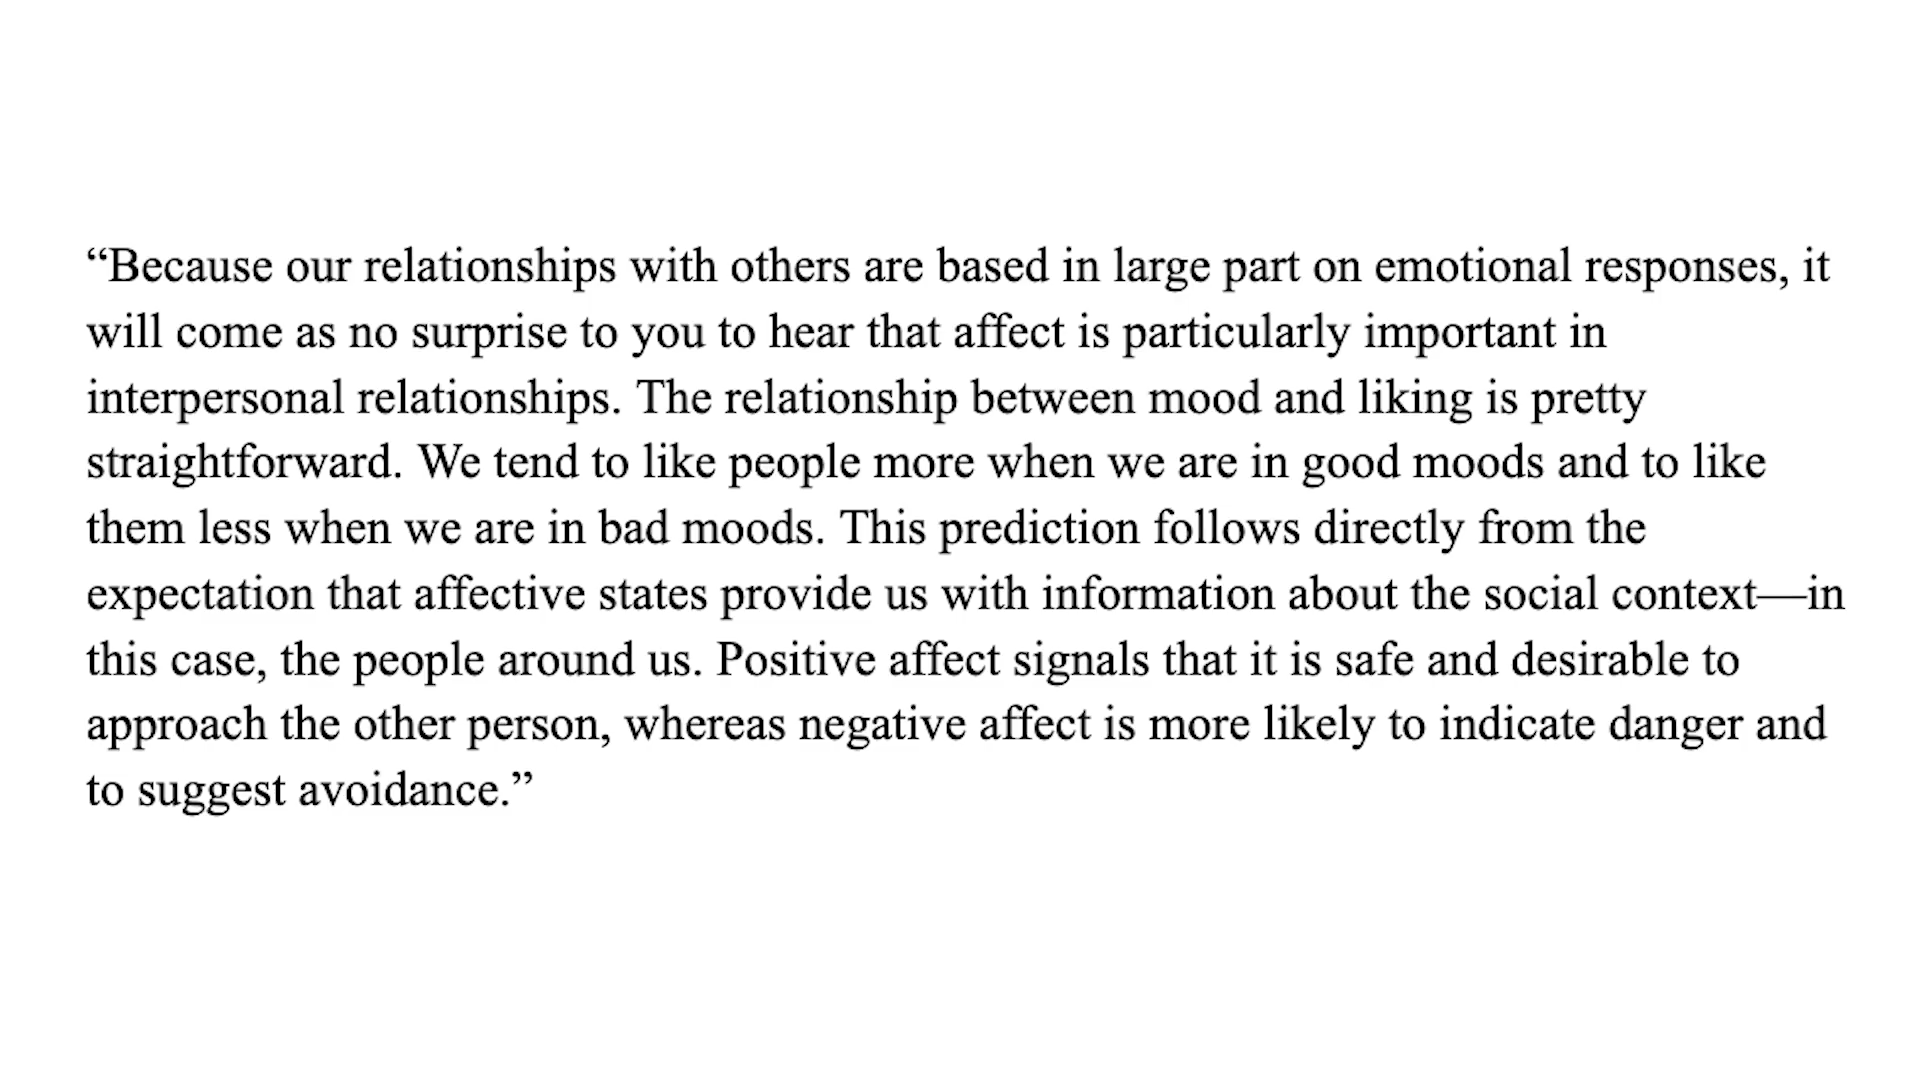 “Because our relationships with others are based in large part on emotional responses, it
will come as no surprise to you to hear that affect is particularly important in
interpersonal relationships. The relationship between mood and liking is pretty
straightforward. We tend to like people more when we are in good moods and to like
them less when we are in bad moods. This prediction follows directly from the
expectation that affective states provide us with information about the social context—in
this case, the people around us. Positive affect signals that it is safe and desirable to
approach the other person, whereas negative affect is more likely to indicate danger and
to suggest avoidance.”